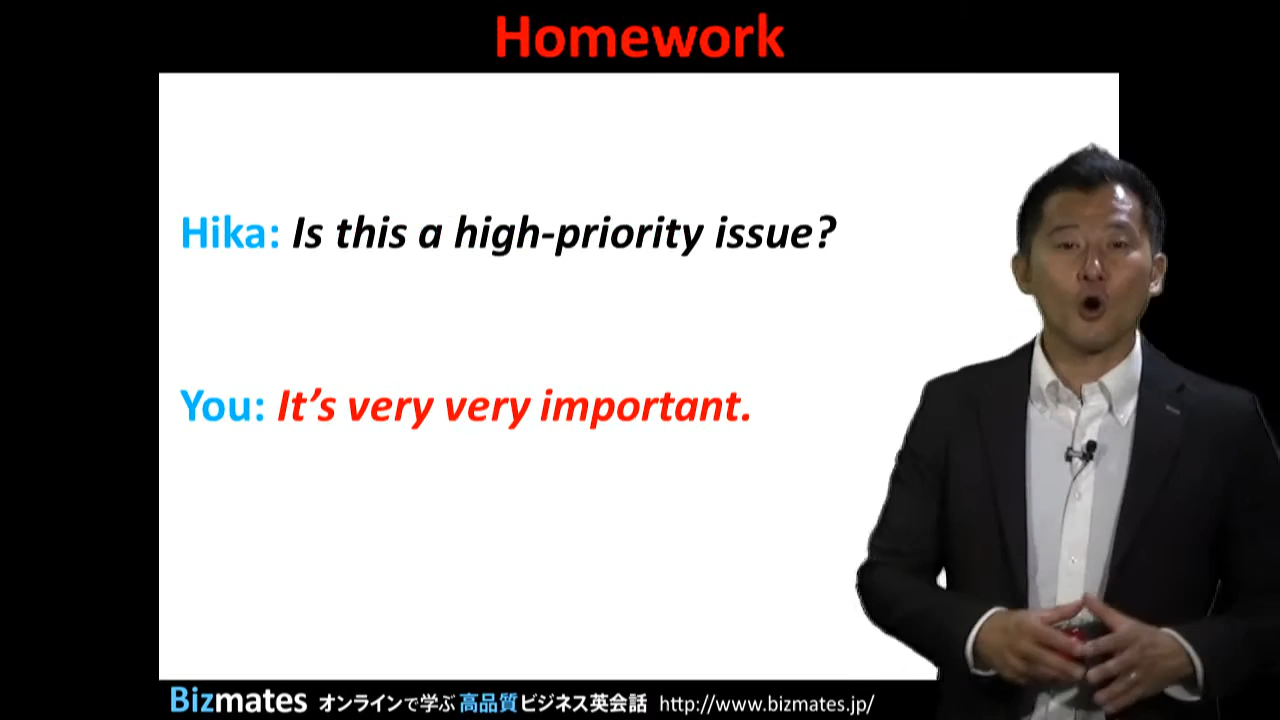 Homework
Hika: Is this a high-priority issue?
You: It's very very important.
Bizmates オンラインで学ぶ 高品質 ビジネス英会話 http://www.bizmates.jp/